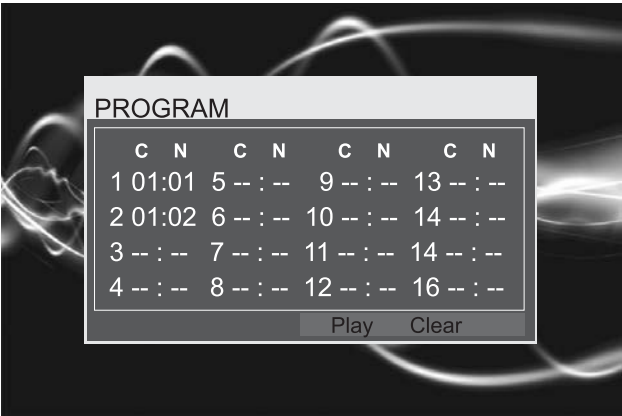 PROGRAM
C N C N C N C N
1 01:01 5 -- : -- 9 -- : -- 13 -- : --
2 01:02 6 -- : -- 10 -- : -- 14 -- : --
3 -- : -- 7 -- : -- 11 -- : -- 14 -- : --
4 -- : -- 8 -- : -- 12 -- : -- 16 -- : --
Play Clear